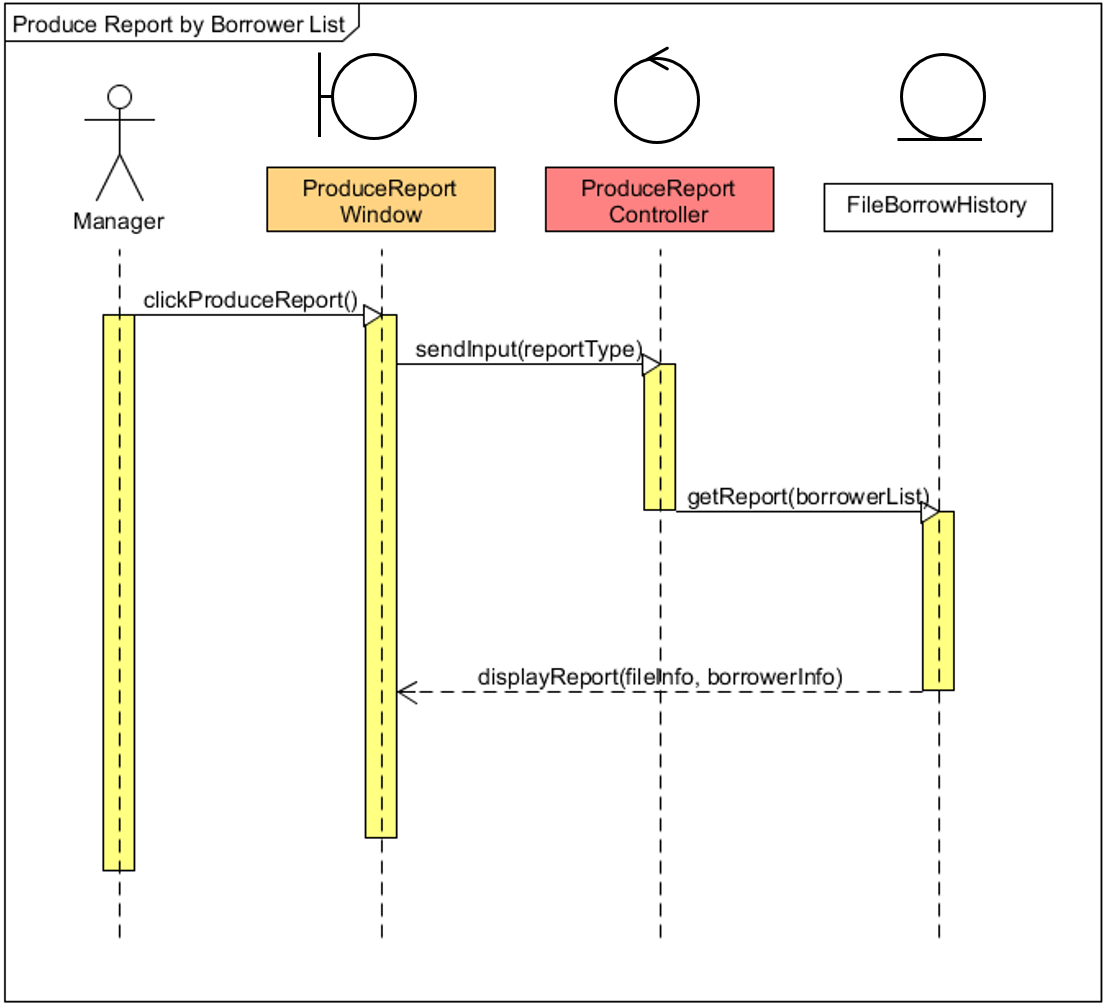 Produce Report by Borrower List
Manager
ProduceReport
Window
ProduceReport
Controller
FileBorrowHistory
clickProduceReport()
sendInput(reportType)
getReport(borrowerList)
displayReport(fileInfo, borrowerInfo)